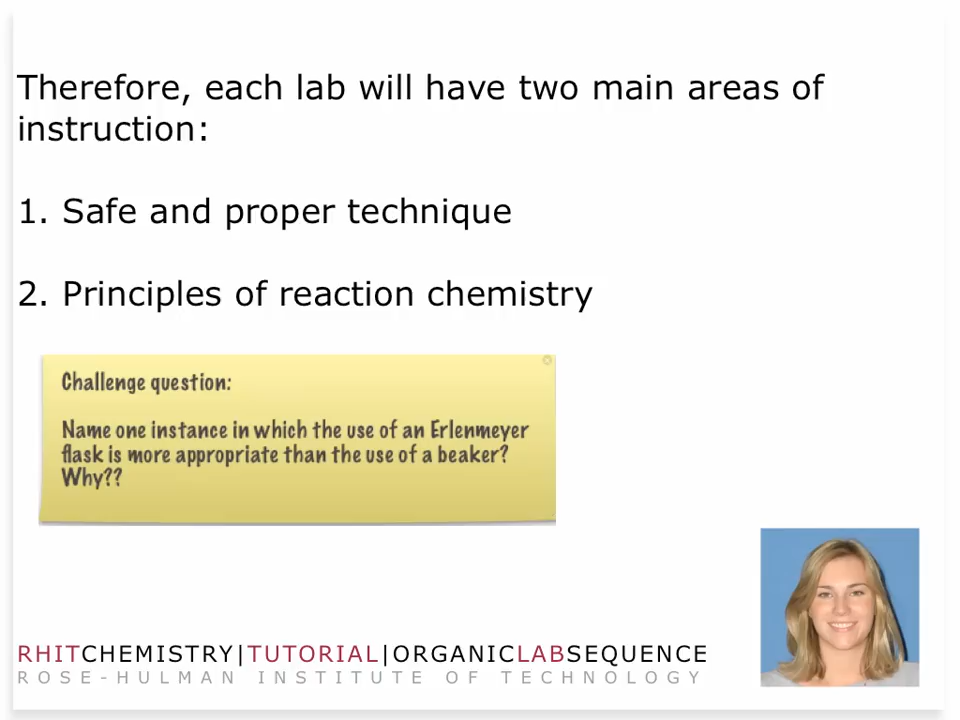 Therefore, each lab will have two main areas of
instruction:
1. Safe and proper technique
2. Principles of reaction chemistry
Challenge question:
Name one instance in which the use of an Erlenmeyer
flask is more appropriate than the use of a beaker?
Why??
RHITCHEMISTRY|TUTORIAL|ORGANICLABSEQUENCE
ROSE-HULMAN INSTITUTE OF TECHNOLOGY